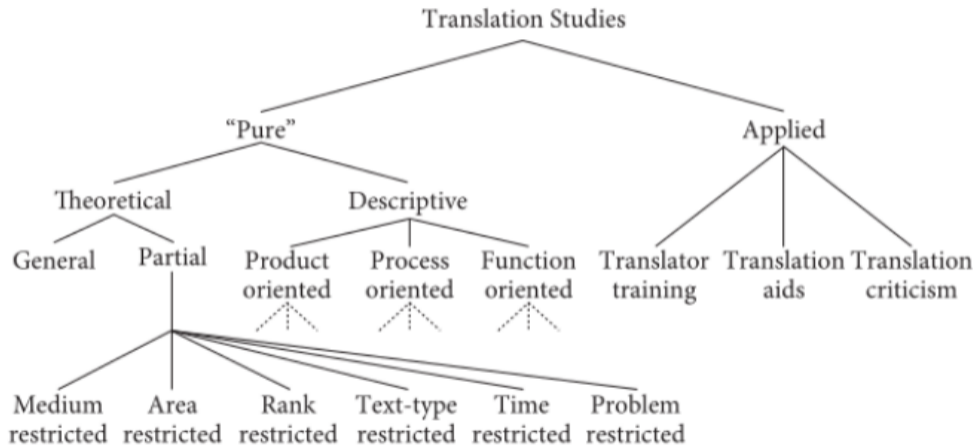 Translation Studies
“Pure”
Applied
Theoretical
Descriptive
General
Partial
Product
oriented
Process
oriented
Function
oriented
Translator
training
Translation
aids
Translation
criticism
Medium
restricted
Area
restricted
Rank
restricted
Text-type
restricted
Time
restricted
Problem
restricted